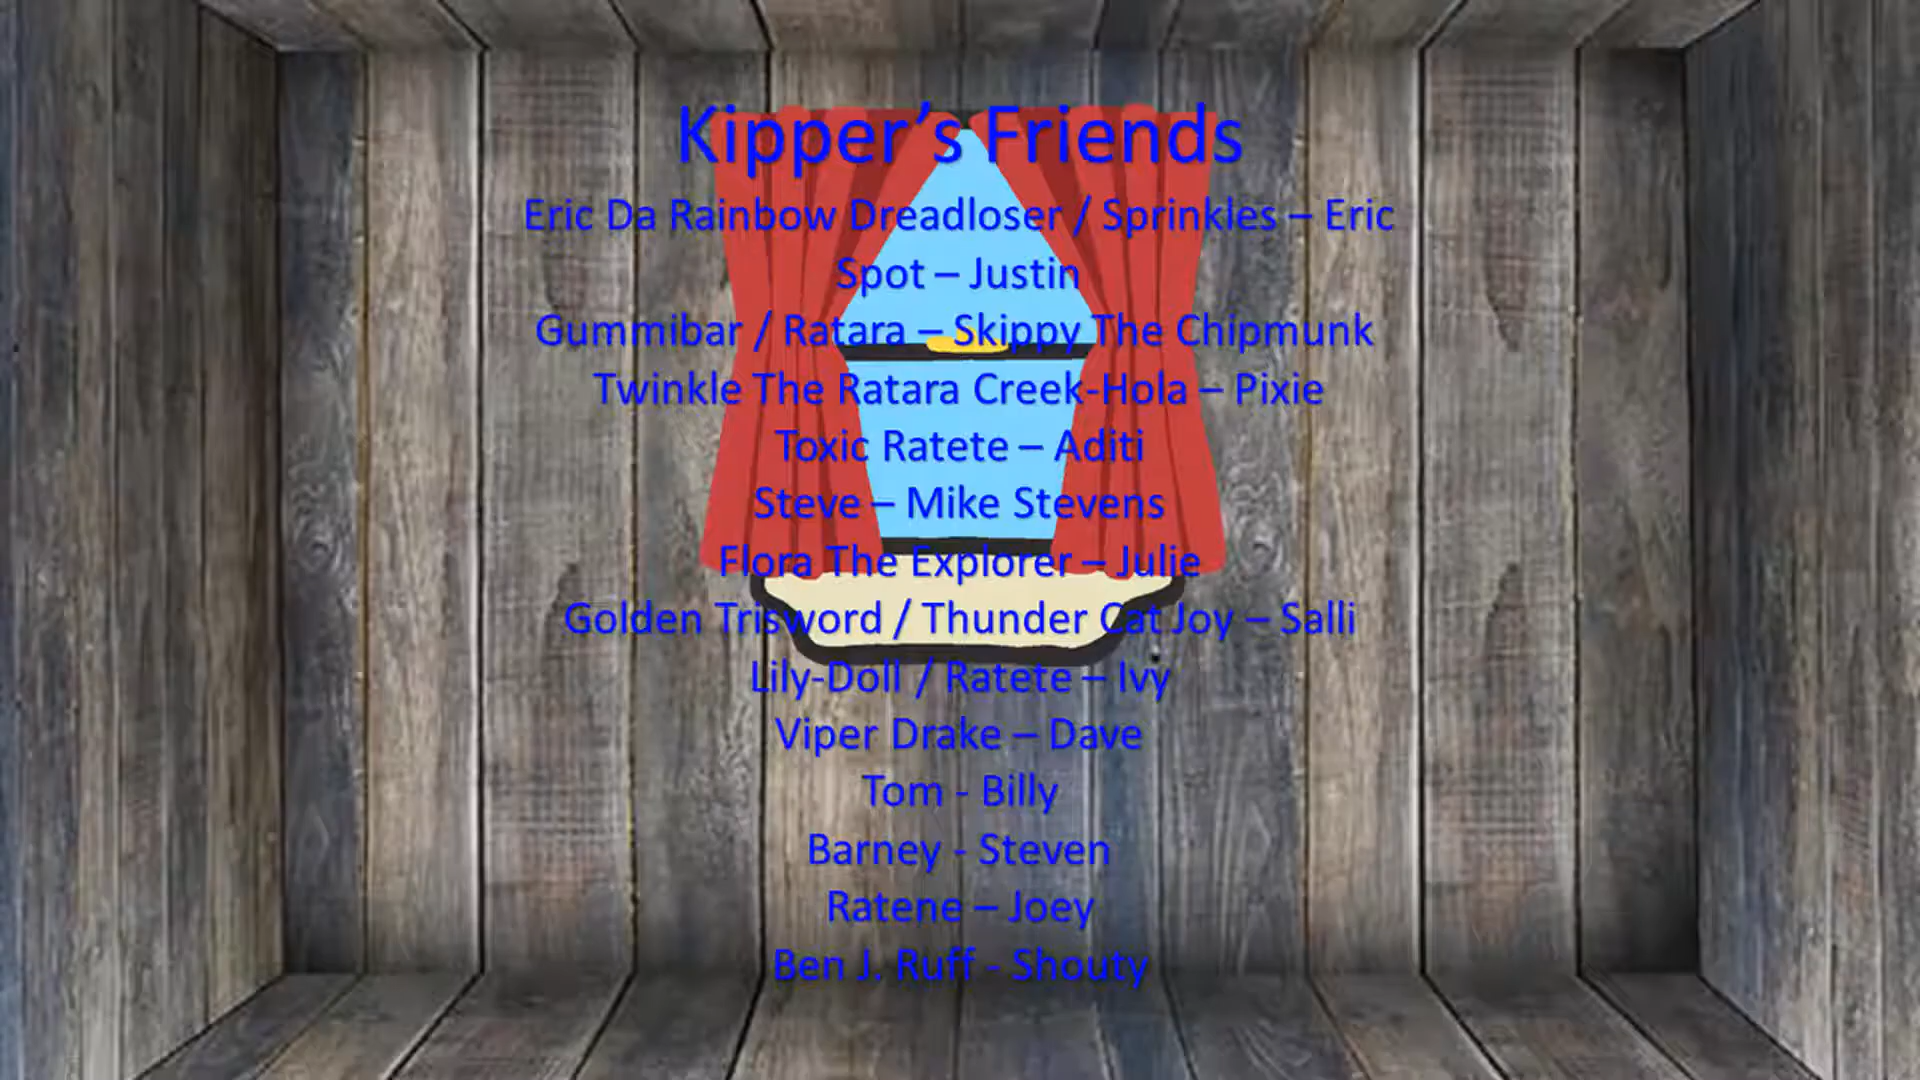 Kipper's Friends
Eric Da Rainbow Dreadloser / Sprinkles – Eric
Spot – Justin
Gummibar / Ratara – Skippy The Chipmunk
Twinkle The Ratara Creek-Hola – Pixie
Toxic Ratete – Aditi
Steve – Mike Stevens
Flora The Explorer – Julie
Golden Trisword / Thunder Cat Joy – Salli
Lily-Doll / Ratete – Ivy
Viper Drake – Dave
Tom - Billy
Barney - Steven
Ratene – Joey
Ben J. Ruff - Shouty